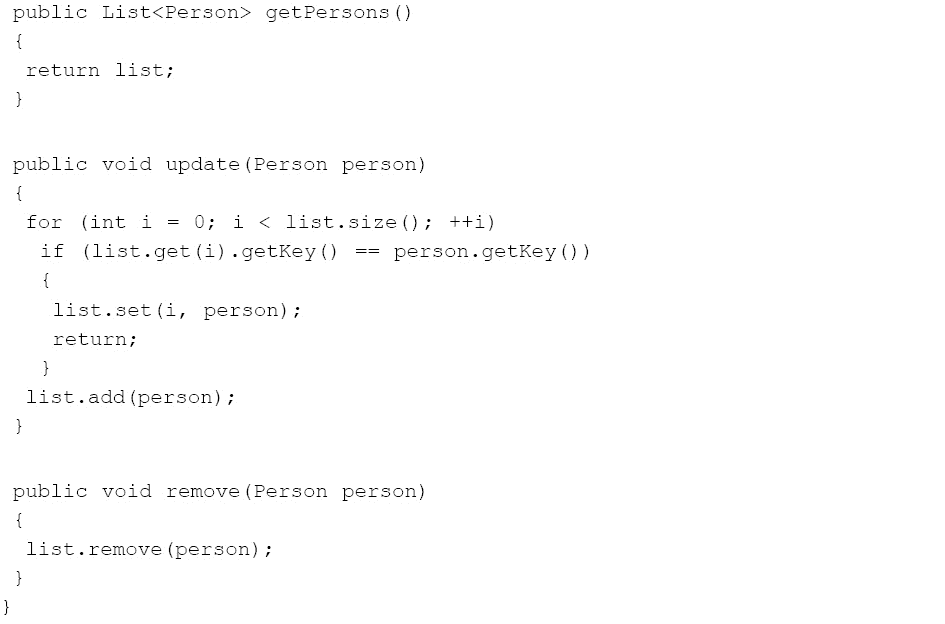 public List<Person> getPersons()
{
return list;
}
public void update(Person person)
{
for (int i = 0; i < list.size(); ++i)
if (list.get(i).getKey() == person.getKey())
{
list.set(i, person);
return;
}
list.add(person);
}
public void remove(Person person)
{
list.remove(person);
}
}